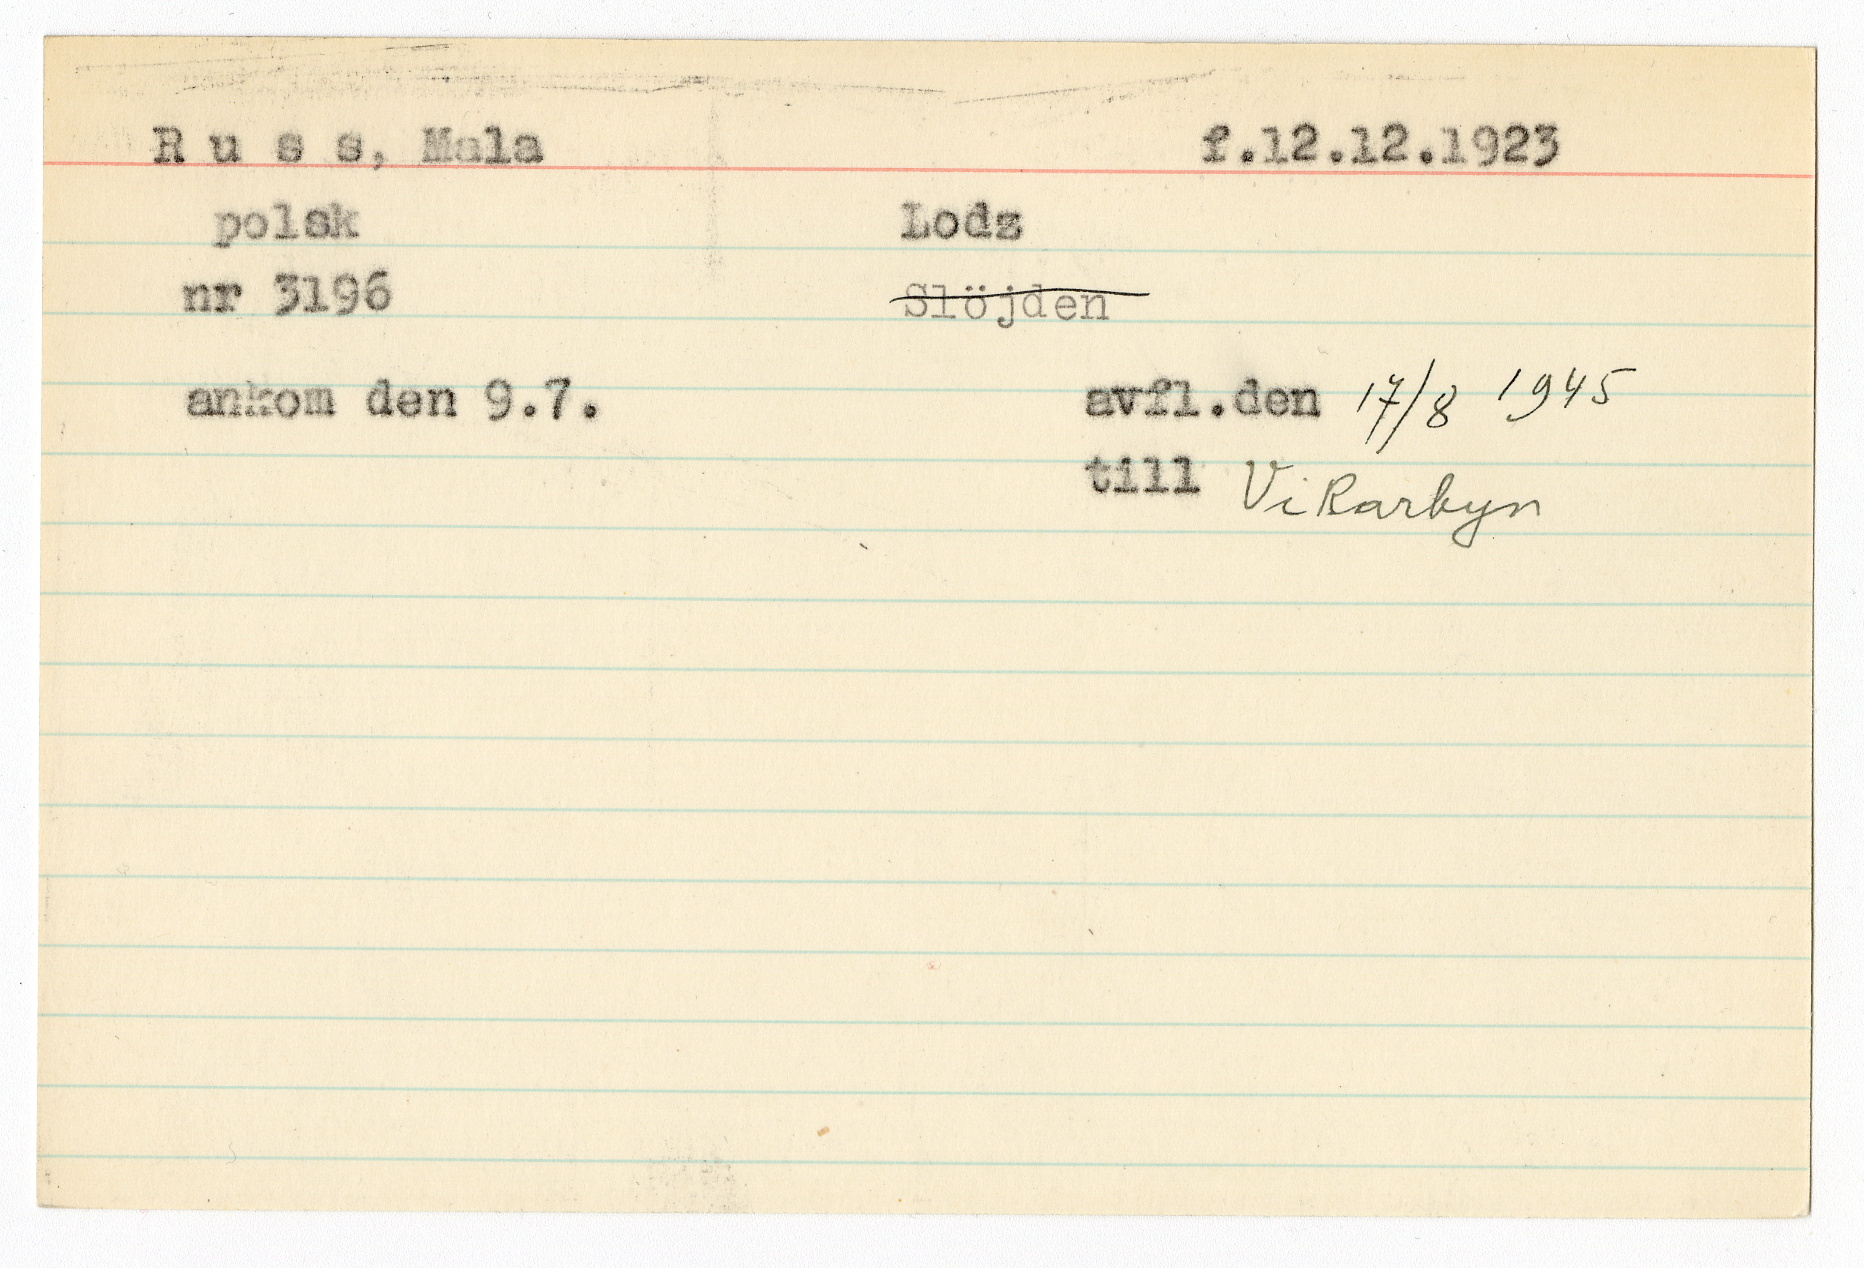 R u s s, Mala f.12.12.1923
polsk Lodz
nr 3196 Slöjden
ankom den 9.7. avfl.den 17/8 1945
till Vikarbyn